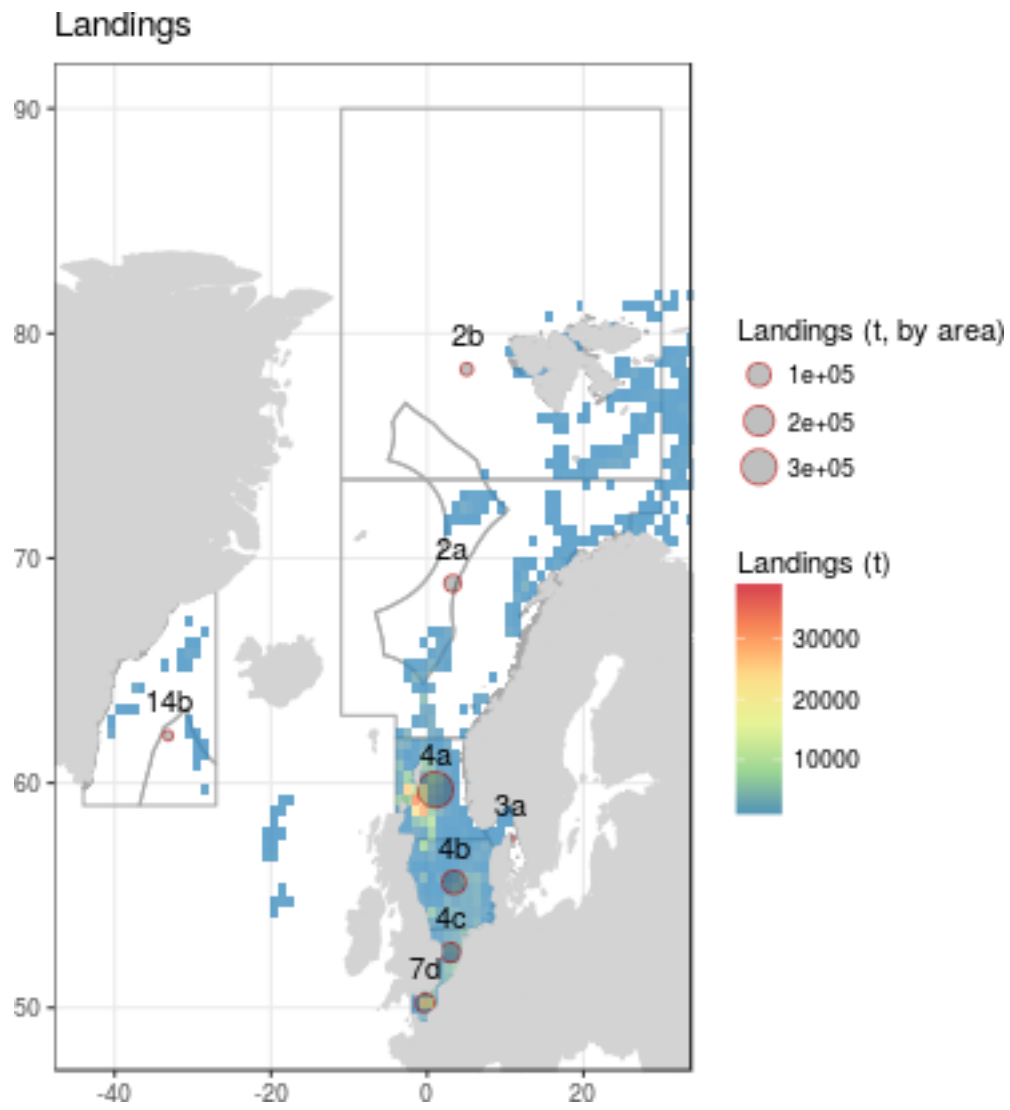 Landings
90
80
70
60
50
-40
-20
0
20
2b
2a
14b
4a
3a
4b
4c
7d
Landings (t, by area)
1e+05
2e+05
3e+05
Landings (t)
30000
20000
10000